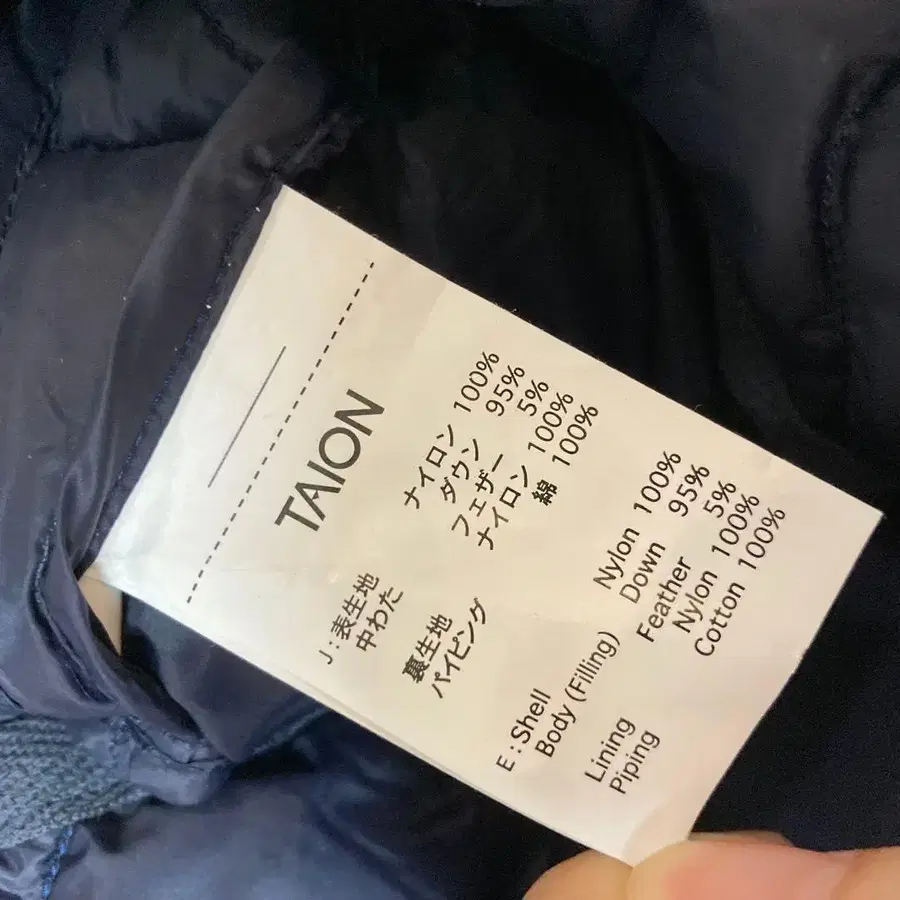 TAION
J:表生地 ナイロン 100%
中わた ダウン 95%
フェザー 5%
裏生地 ナイロン 100%
パイピング 綿 100%
E:Shell Nylon 100%
Body (Filling) Down 95%
Feather 5%
Lining Nylon 100%
Piping Cotton 100%